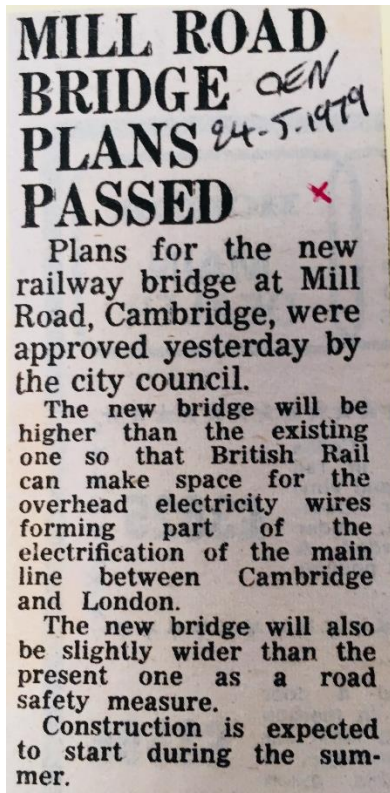 MILL ROAD
BRIDGE
PLANS
PASSED
CEN
24-5-1979
x
Plans for the new
railway bridge at Mill
Road, Cambridge, were
approved yesterday by
the city council.
The new bridge will be
higher than the existing
one so that British Rail
can make space for the
overhead electricity wires
forming part of the
electrification of the main
line between Cambridge
and London.
The new bridge will also
be slightly wider than the
present one as a road
safety measure.
Construction is expected
to start during the sum-
mer.